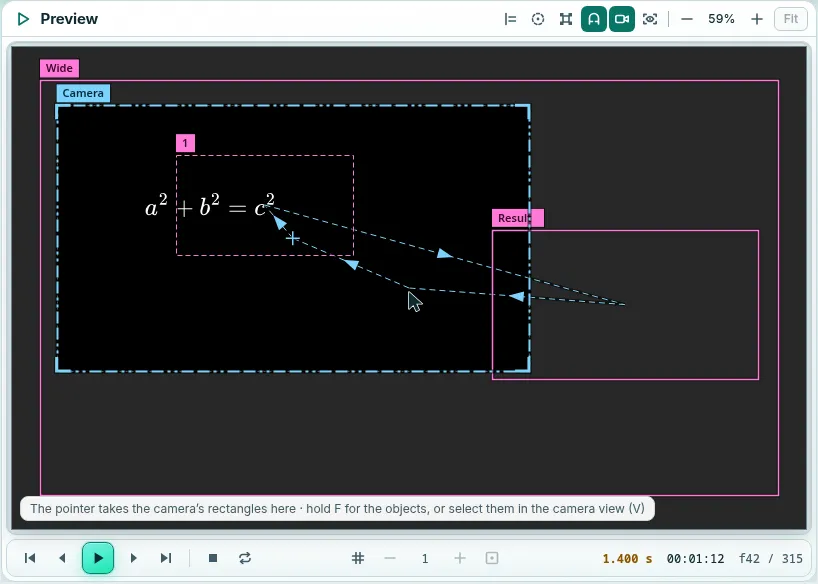 Preview
59%
Fit
Wide
Camera
1
a² + b² = c²
Result
The pointer takes the camera's rectangles here · hold F for the objects, or select them in the camera view (V)
1
1.400 s
00:01:12
f42 / 315